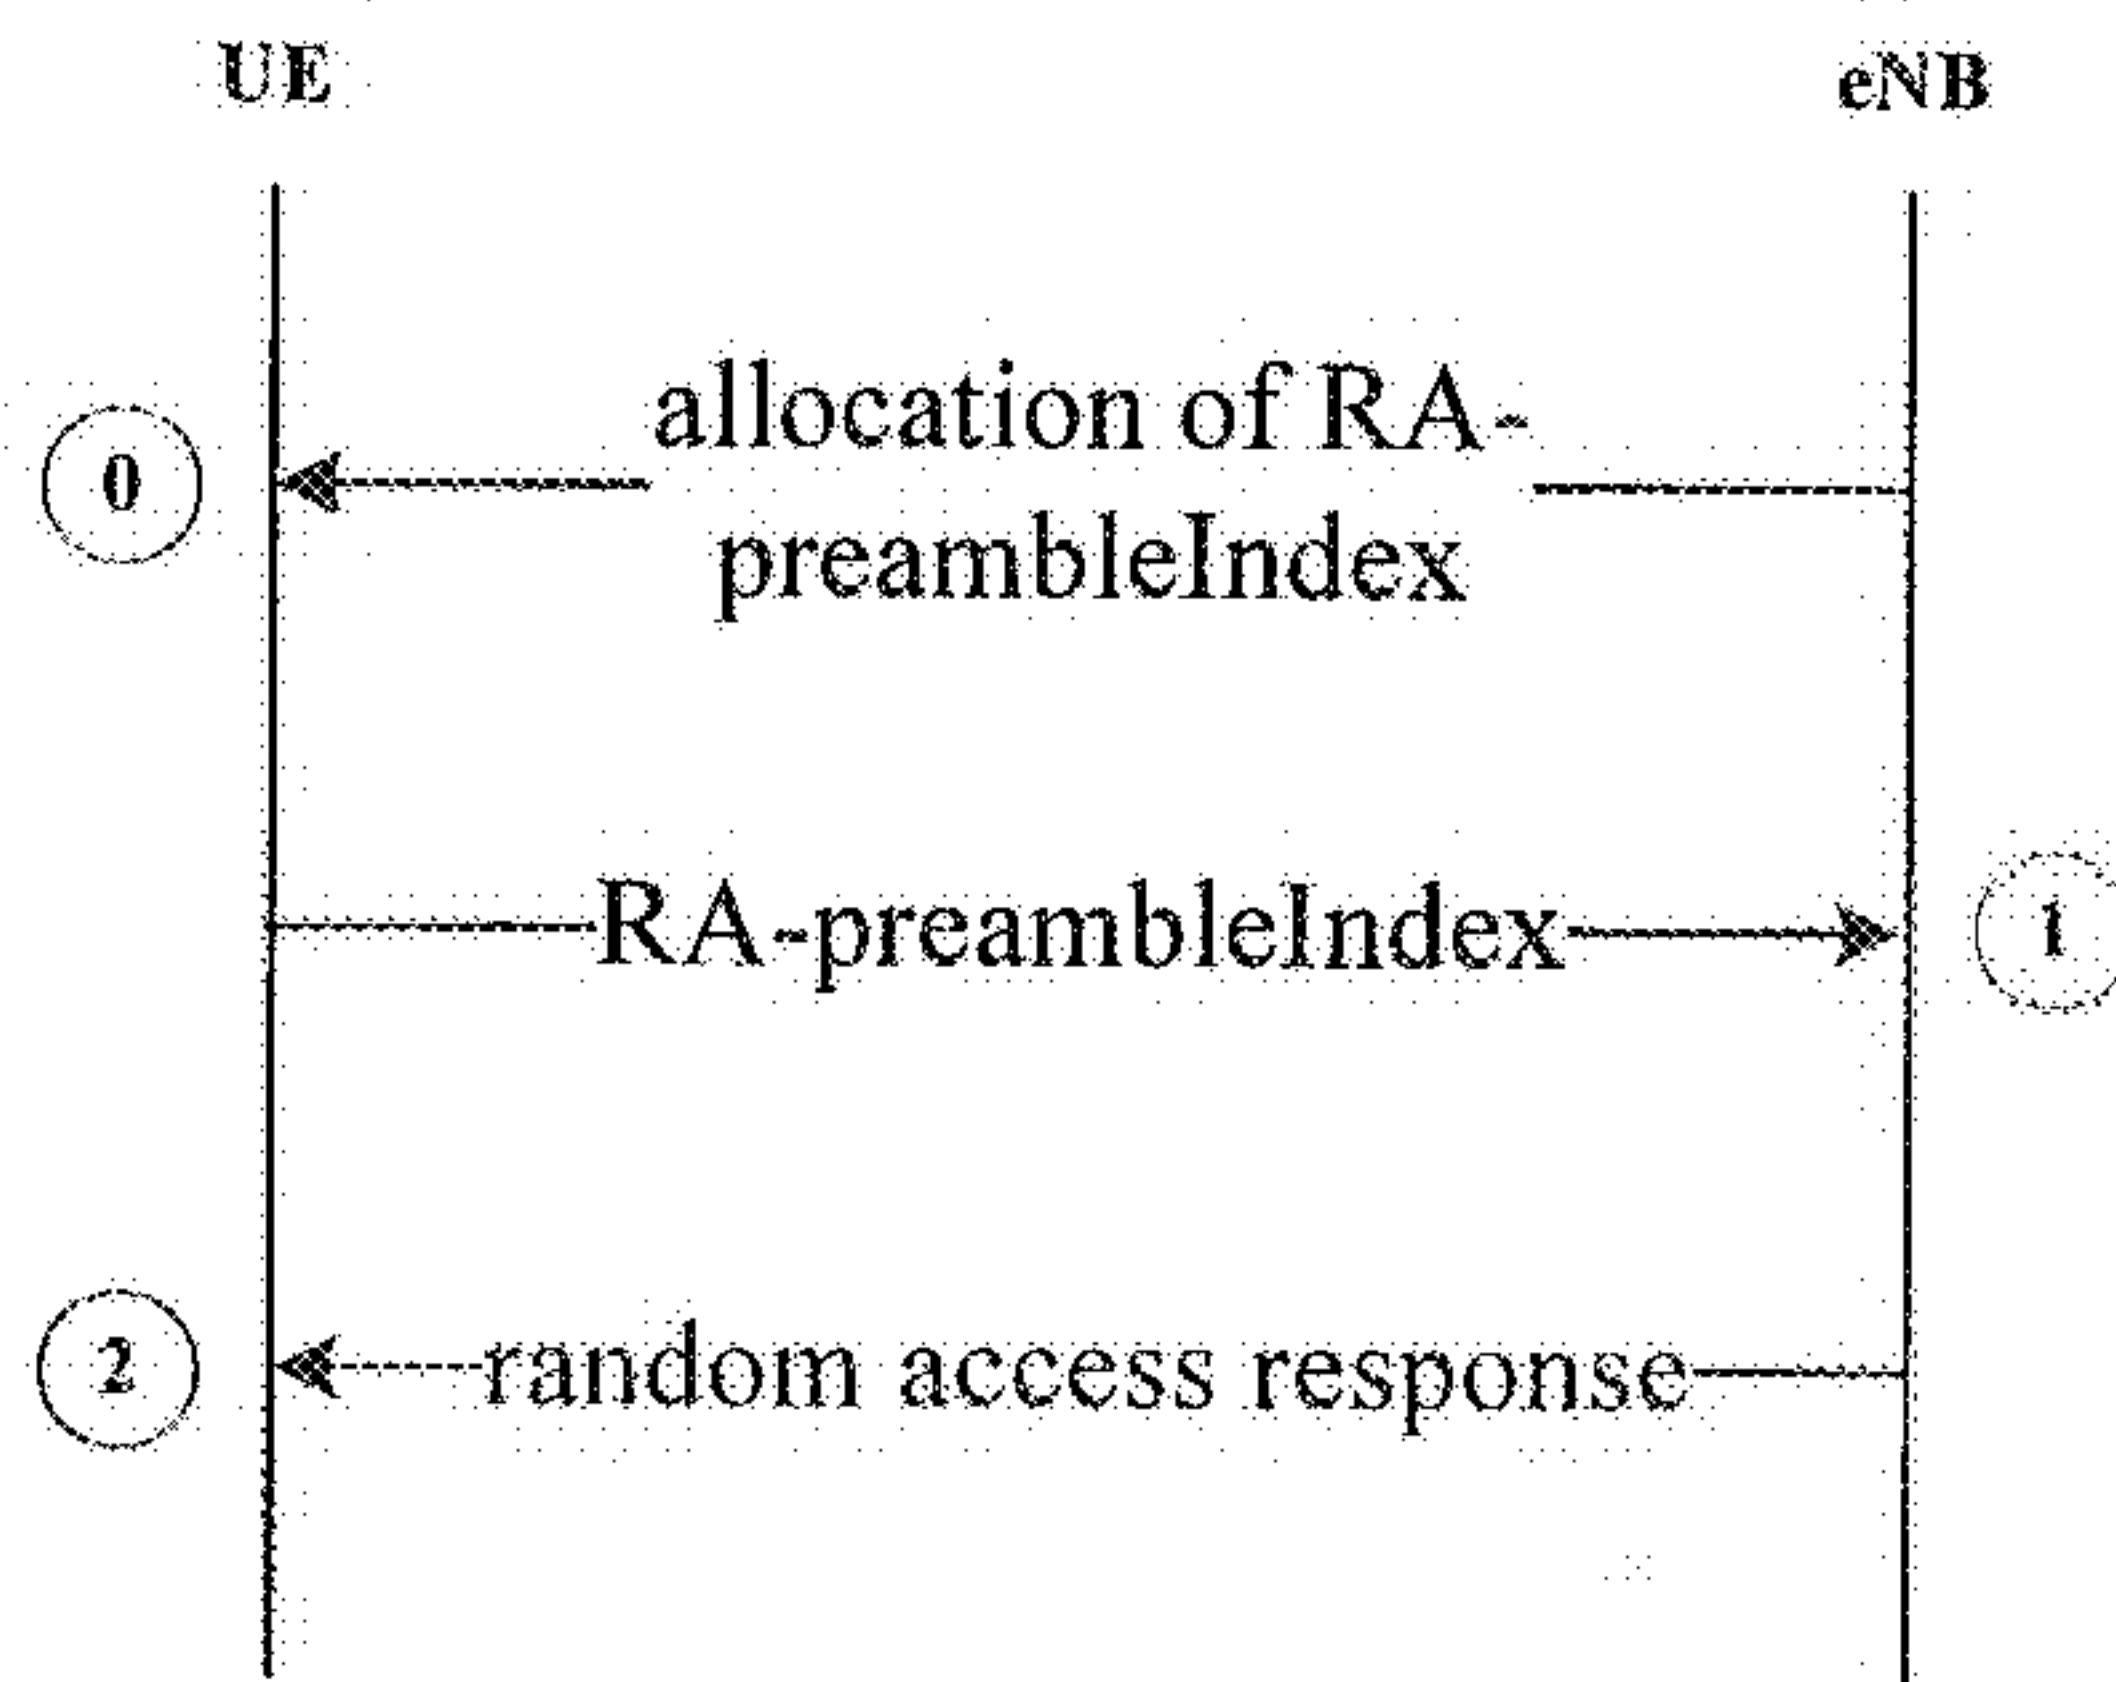 UE
eNB
allocation of RA-
0
preambleIndex
RA-preambleIndex
1
2
random access response